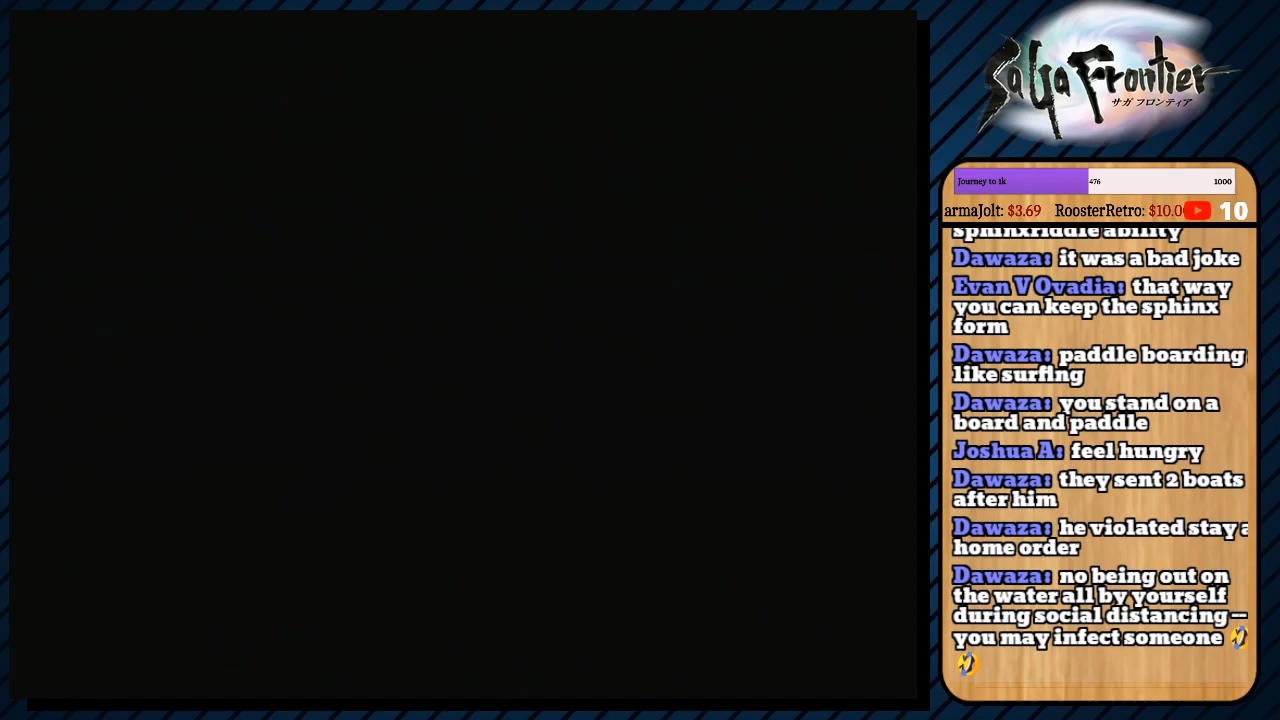 SaGa Frontier
サガ フロンティア
Journey to 1k 476 1000
armaJolt: $3.69 RoosterRetro: $10.0 10
sphinxriddle ability
Dawaza: it was a bad joke
Evan V Ovadia: that way
you can keep the sphinx
form
Dawaza: paddle boarding
like surfing
Dawaza: you stand on a
board and paddle
Joshua A: feel hungry
Dawaza: they sent 2 boats
after him
Dawaza: he violated stay a
home order
Dawaza: no being out on
the water all by yourself
during social distancing --
you may infect someone 🤣
🤣